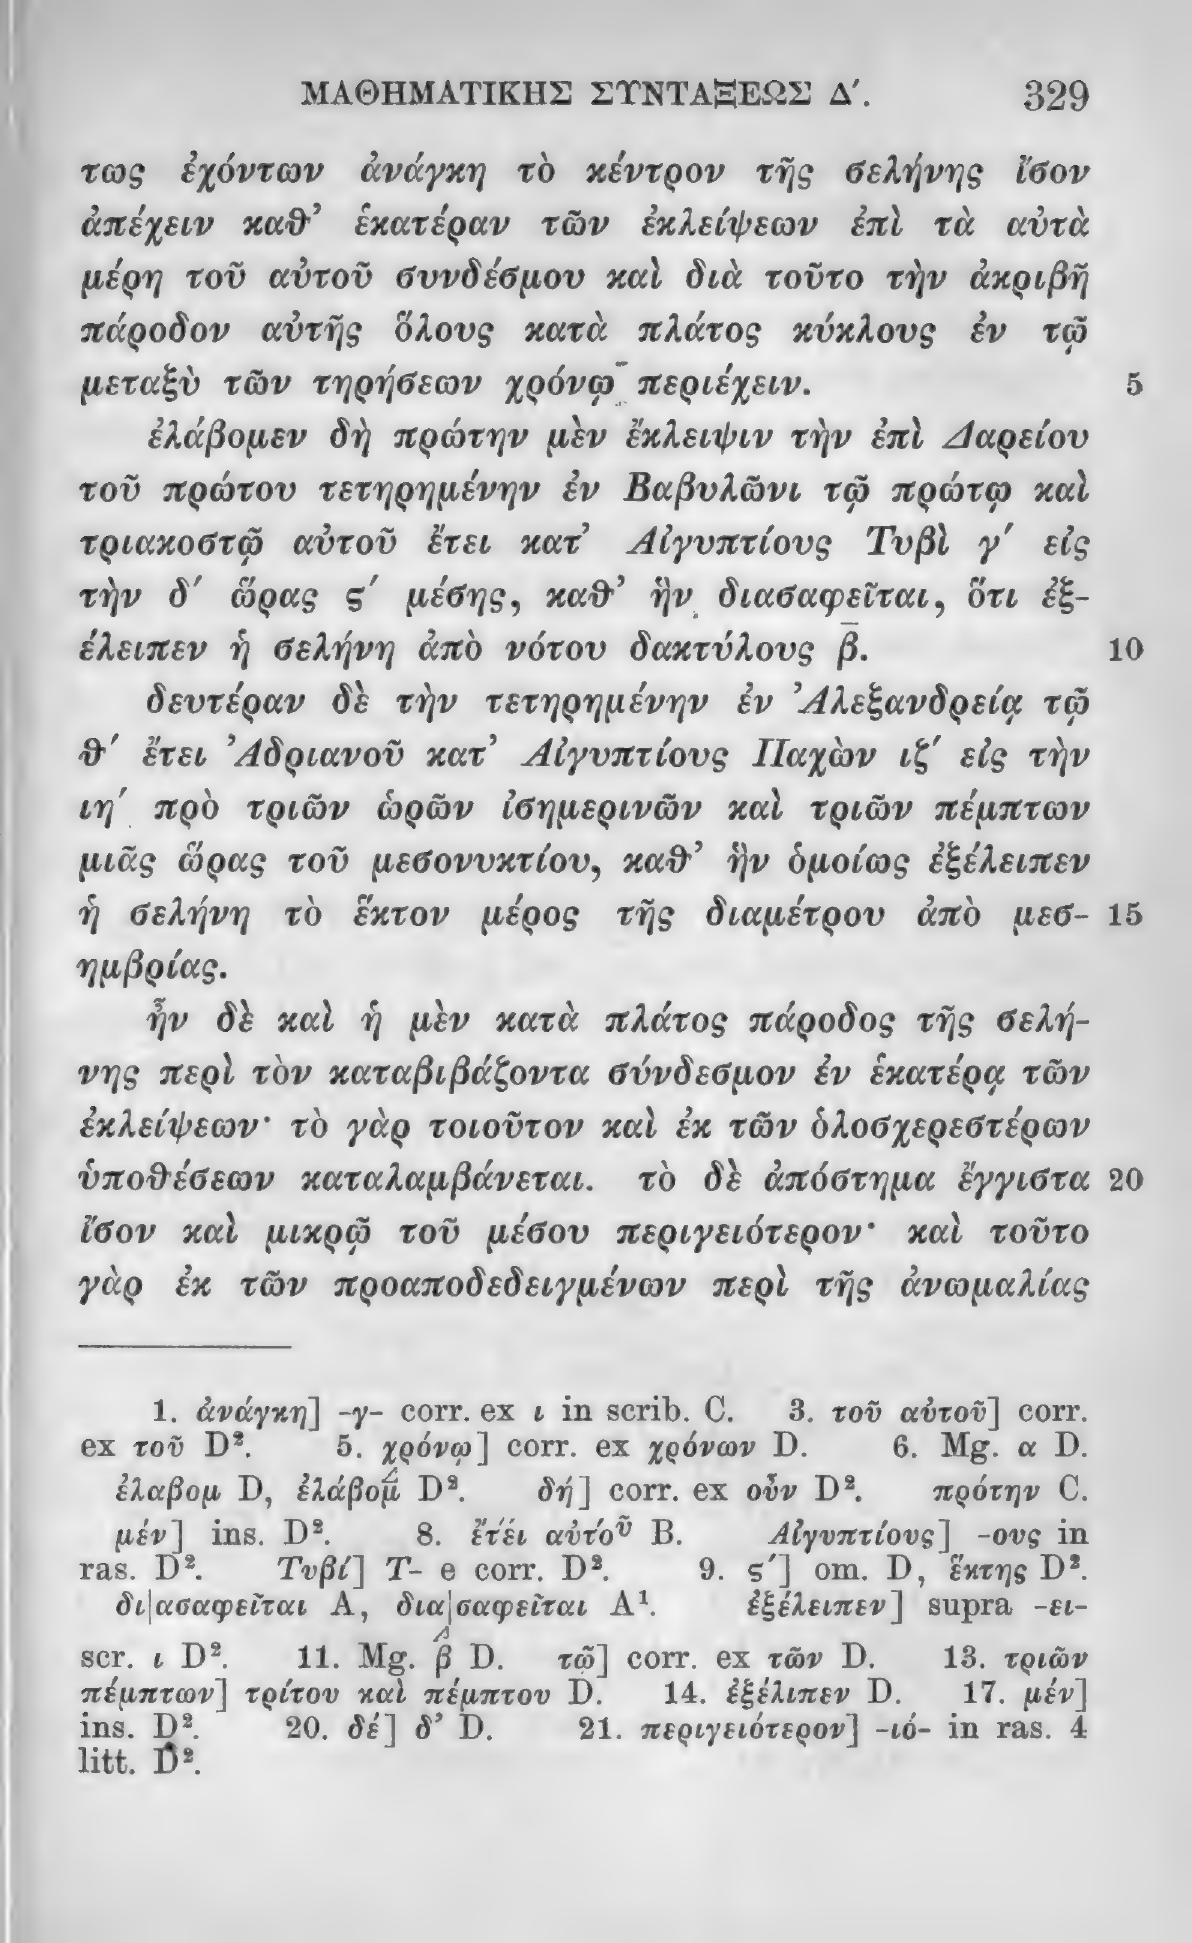 ΜΑΘΗΜΑΤΙΚΗΣ ΣΥΝΤΑΞΕΩΣ Δ'. 329
τως ἐχόντων ἀνάγκη τὸ κέντρον τῆς σελήνης ἴσον
ἀπέχειν καθ' ἑκατέραν τῶν ἐκλείψεων ἐπὶ τὰ αὐτὰ
μέρη τοῦ αὐτοῦ συνδέσμου καὶ διὰ τοῦτο τὴν ἀκριβῆ
πάροδον αὐτῆς ὅλους κατὰ πλάτος κύκλους ἐν τῷ
μεταξὺ τῶν τηρήσεων χρόνῳ περιέχειν. 5
ἐλάβομεν δὴ πρώτην μὲν ἔκλειψιν τὴν ἐπὶ Δαρείου
τοῦ πρώτου τετηρημένην ἐν Βαβυλῶνι τῷ πρώτῳ καὶ
τριακοστῷ αὐτοῦ ἔτει κατ' Αἰγυπτίους Τυβὶ γ' εἰς
τὴν δ' ὥρας ϛ' μέσης, καθ' ἣν διασαφεῖται, ὅτι ἐξ-
έλειπεν ἡ σελήνη ἀπὸ νότου δακτύλους β̄. 10
δευτέραν δὲ τὴν τετηρημένην ἐν Ἀλεξανδρείᾳ τῷ
θ' ἔτει Ἀδριανοῦ κατ' Αἰγυπτίους Παχὼν ιζ' εἰς τὴν
ιη' πρὸ τριῶν ὡρῶν ἰσημερινῶν καὶ τριῶν πέμπτων
μιᾶς ὥρας τοῦ μεσονυκτίου, καθ' ἣν ὁμοίως ἐξέλειπεν
ἡ σελήνη τὸ ἕκτον μέρος τῆς διαμέτρου ἀπὸ μεσ- 15
ημβρίας.
ἦν δὲ καὶ ἡ μὲν κατὰ πλάτος πάροδος τῆς σελή-
νης περὶ τὸν καταβιβάζοντα σύνδεσμον ἐν ἑκατέρᾳ τῶν
ἐκλείψεων· τὸ γὰρ τοιοῦτον καὶ ἐκ τῶν ὁλοσχερεστέρων
ὑποθέσεων καταλαμβάνεται. τὸ δὲ ἀπόστημα ἔγγιστα 20
ἴσον καὶ μικρῷ τοῦ μέσου περιγειότερον· καὶ τοῦτο
γὰρ ἐκ τῶν προαποδεδειγμένων περὶ τῆς ἀνωμαλίας
1. ἀνάγκη] -γ- corr. ex ι in scrib. C. 3. τοῦ αὐτοῦ] corr.
ex τοῦ D². 5. χρόνῳ] corr. ex χρόνων D. 6. Mg. α D.
ἐλαβομ D, ἐλάβομ̄ D². δή] corr. ex οὖν D². πρότην C.
μέν] ins. D². 8. ἔτει αὐτοῦ B. Αἰγυπτίους] -ους in
ras. D². Τυβί] Τ- e corr. D². 9. ϛ'] om. D, ἕκτης D².
δι|ασαφεῖται A, δια|σαφεῖται A¹. ἐξέλειπεν] supra -ει-
scr. ι D². 11. Mg. β D. τῷ] corr. ex τῶν D. 13. τριῶν
πέμπτων] τρίτου καὶ πέμπτου D. 14. ἐξέλιπεν D. 17. μέν]
ins. D². 20. δέ] δ' D. 21. περιγειότερον] -ιό- in ras. 4
litt. D².